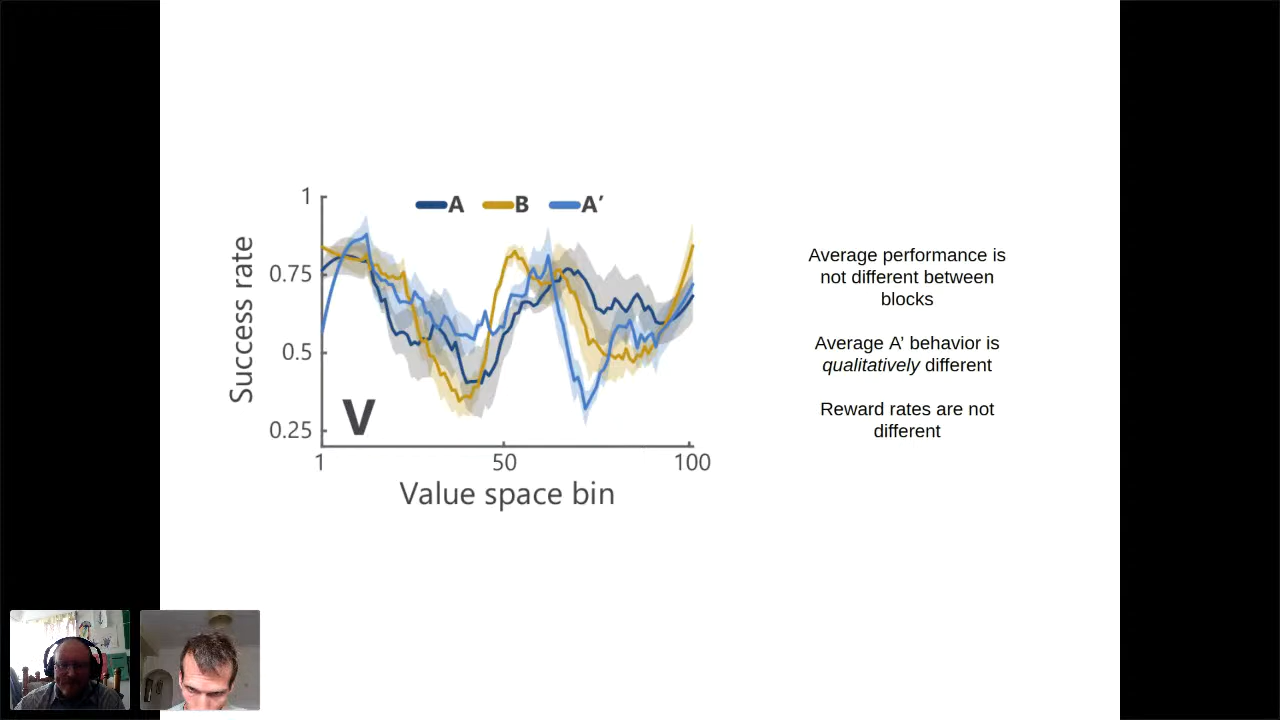 1
A B A′
0.75
0.5
0.25
Success rate
V
1 50 100
Value space bin
Average performance is
not different between
blocks
Average A’ behavior is
qualitatively different
Reward rates are not
different